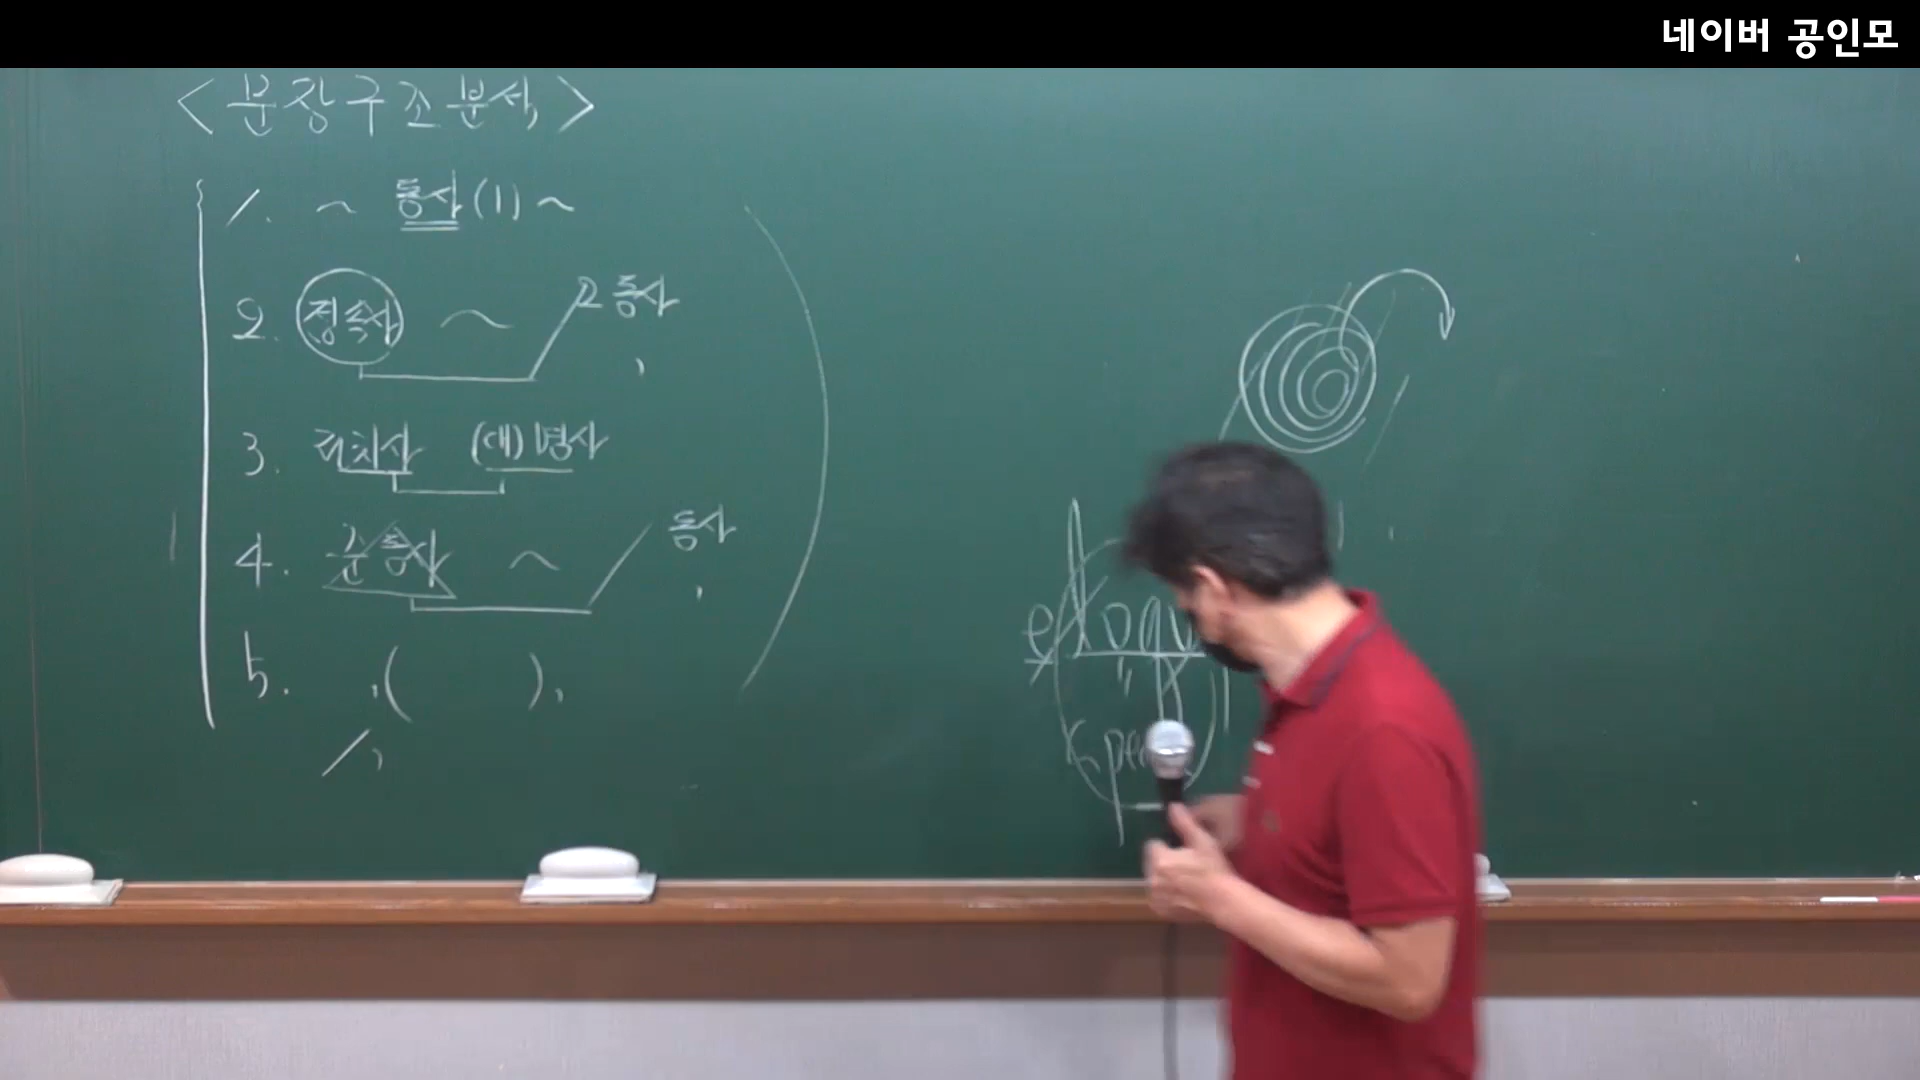 네이버 공인모
<문장구조분석>
1. ~ 동사(1) ~
2. 접속사 ~ 2동사,
3. 전치사 (대)명사
4. 준동사 ~ 동사,
5. ,( ),
/,
eloqu